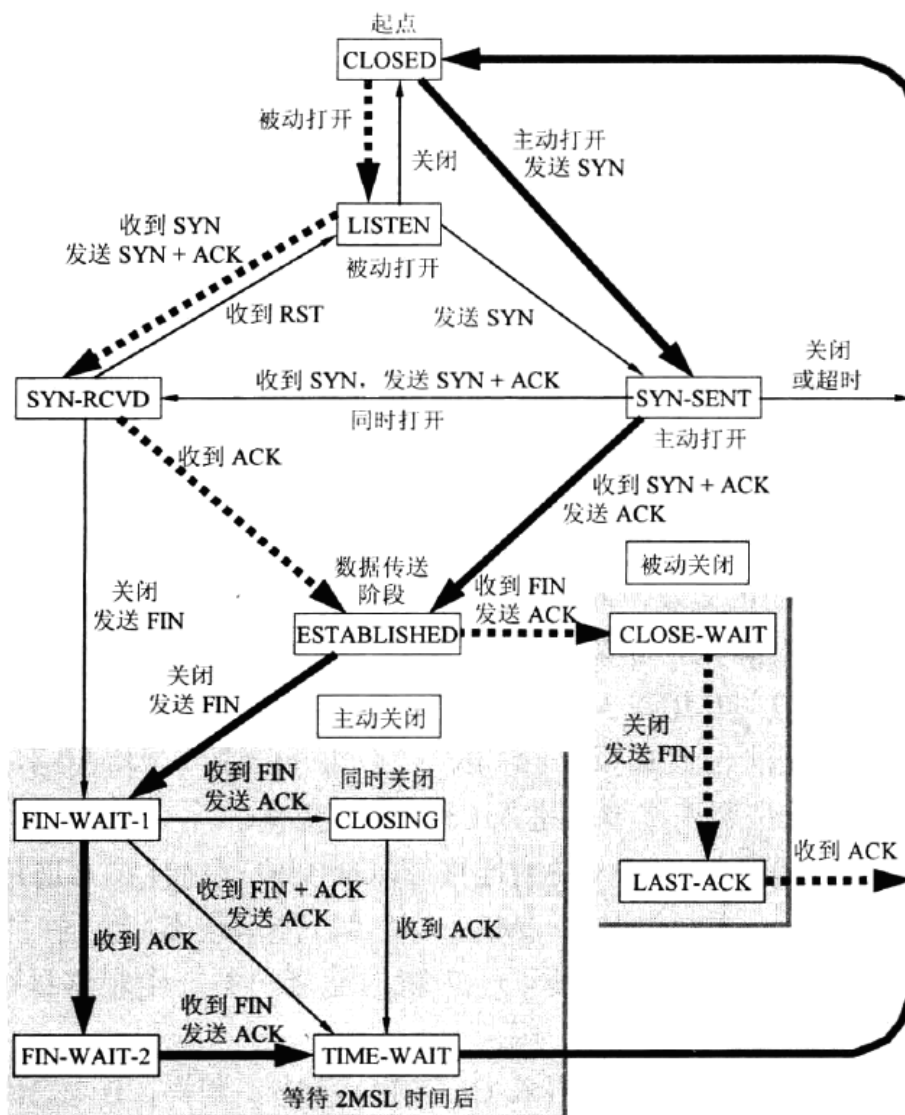 起点
CLOSED
被动打开
主动打开
发送 SYN
关闭
收到 SYN
发送 SYN + ACK
LISTEN
被动打开
收到 RST
发送 SYN
关闭
或超时
SYN-RCVD
收到 SYN，发送 SYN + ACK
同时打开
SYN-SENT
主动打开
收到 ACK
收到 SYN + ACK
发送 ACK
数据传送
阶段
被动关闭
关闭
发送 FIN
ESTABLISHED
收到 FIN
发送 ACK
CLOSE-WAIT
关闭
发送 FIN
主动关闭
关闭
发送 FIN
收到 FIN
发送 ACK
同时关闭
FIN-WAIT-1
CLOSING
收到 FIN + ACK
发送 ACK
LAST-ACK
收到 ACK
收到 ACK
收到 ACK
收到 FIN
发送 ACK
FIN-WAIT-2
TIME-WAIT
等待 2MSL 时间后